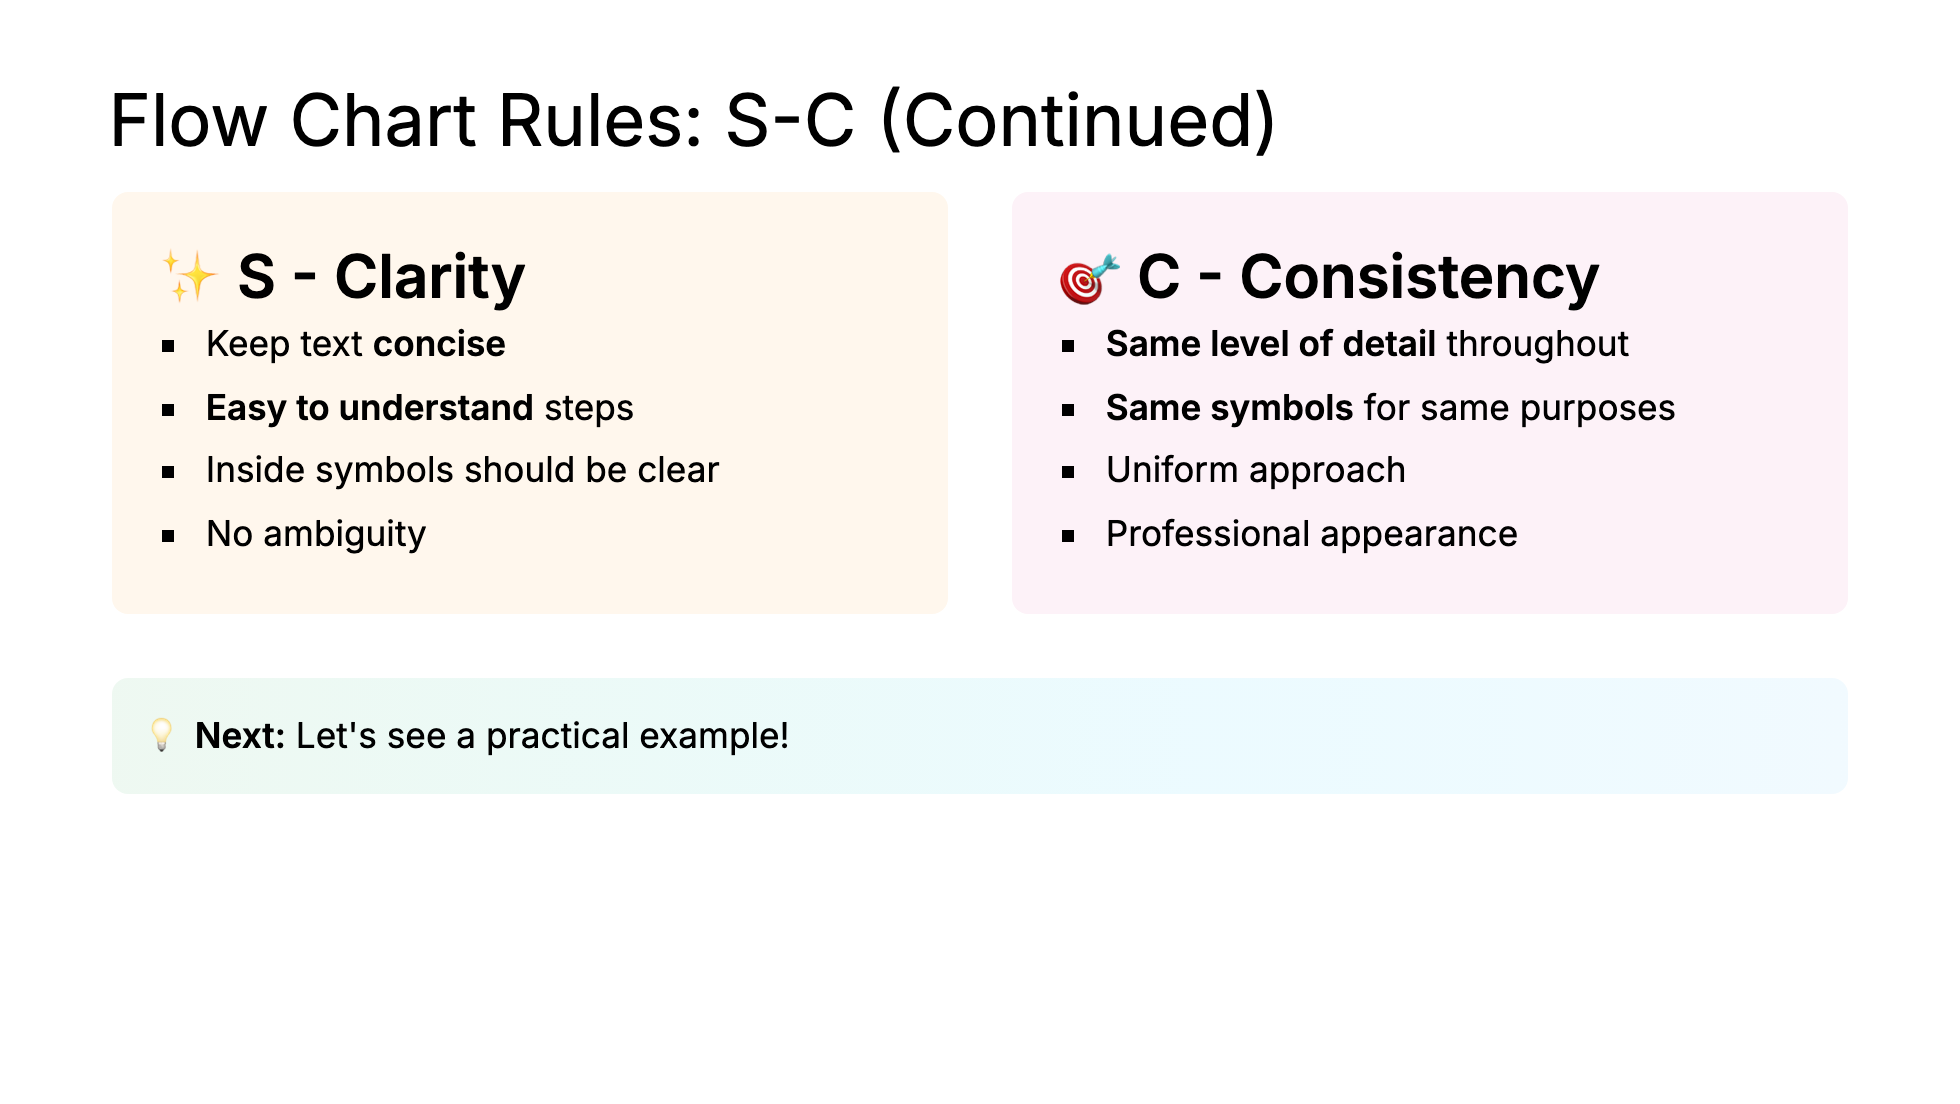 Flow Chart Rules: S-C (Continued)
✨ S - Clarity
▪ Keep text concise
▪ Easy to understand steps
▪ Inside symbols should be clear
▪ No ambiguity
🎯 C - Consistency
▪ Same level of detail throughout
▪ Same symbols for same purposes
▪ Uniform approach
▪ Professional appearance
💡 Next: Let's see a practical example!